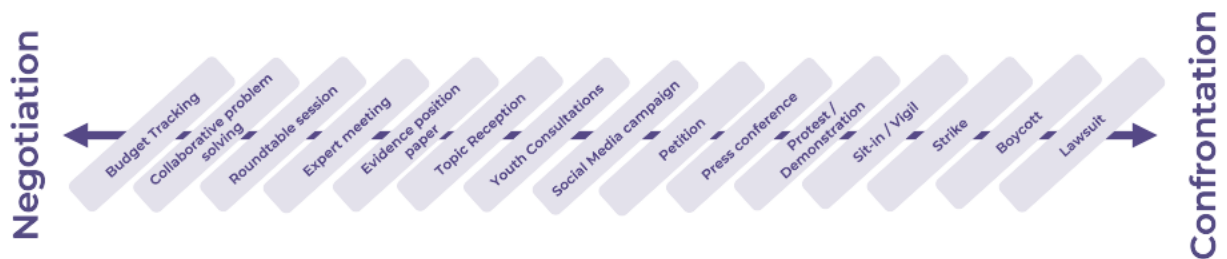 Negotiation
Budget Tracking
Collaborative problem
solving
Roundtable session
Expert meeting
Evidence position
paper
Topic Reception
Youth Consultations
Social Media campaign
Petition
Press conference
Protest /
Demonstration
Sit-in / Vigil
Strike
Boycott
Lawsuit
Confrontation